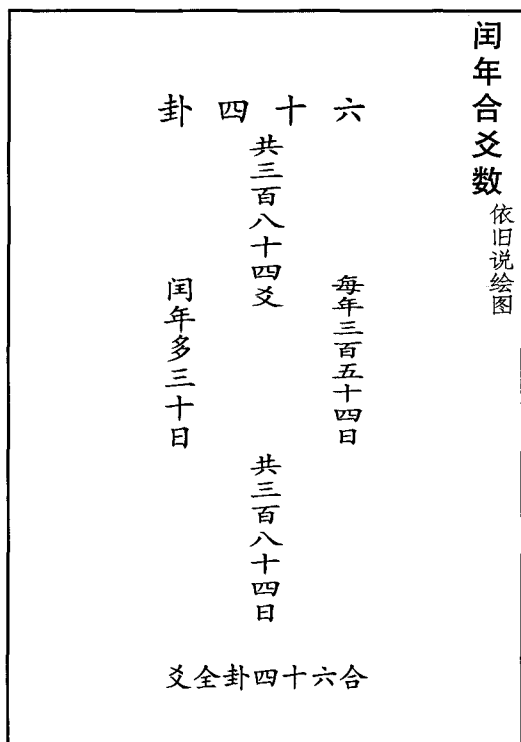 闰年合爻数
依旧说绘图
六十四卦
共三百八十四爻
每年三百五十四日
闰年多三十日
共三百八十四日
合六十四卦全爻